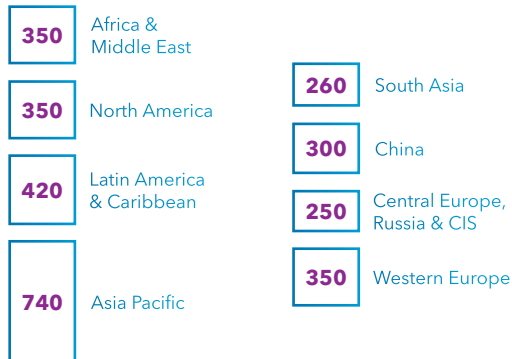 350
Africa &
Middle East
350
North America
420
Latin America
& Caribbean
740
Asia Pacific
260
South Asia
300
China
250
Central Europe,
Russia & CIS
350
Western Europe